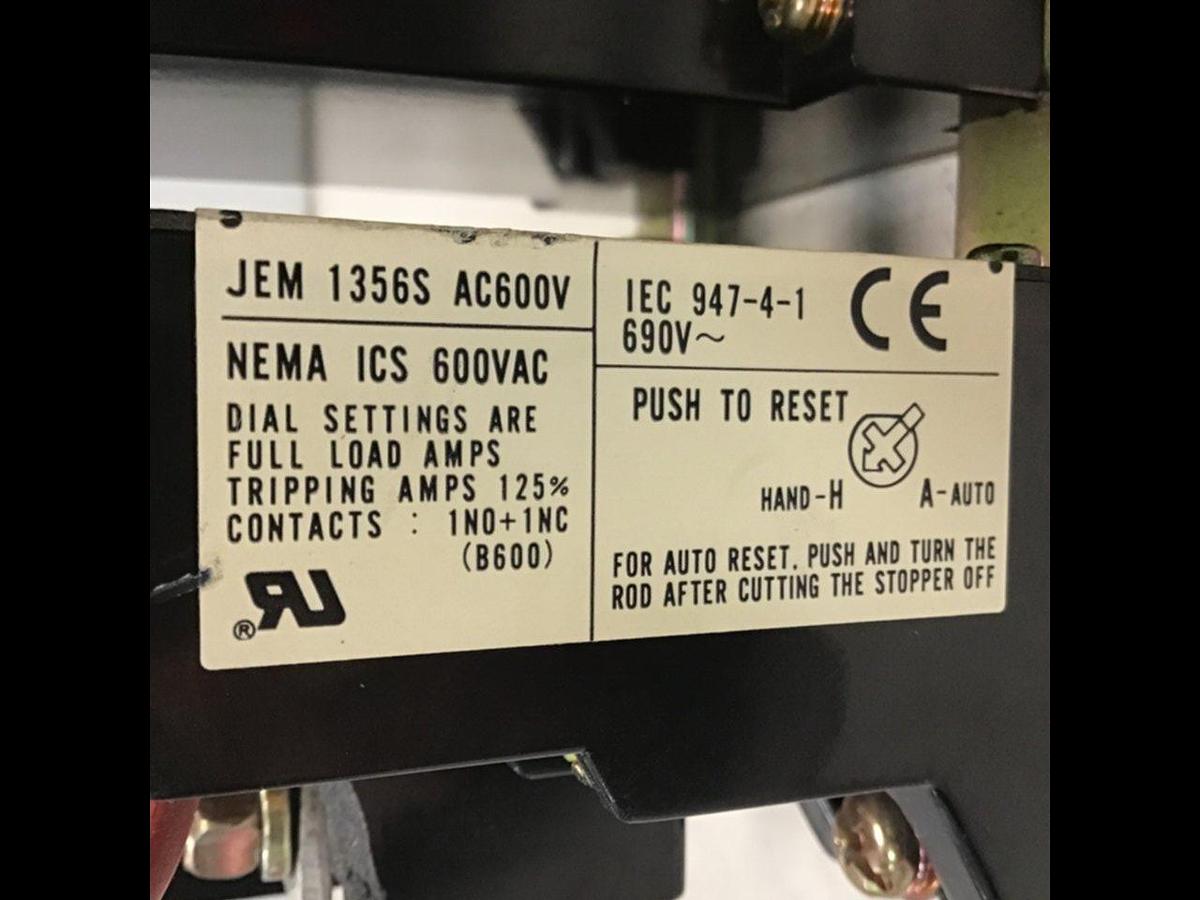 JEM 1356S AC600V
NEMA ICS 600VAC
DIAL SETTINGS ARE
FULL LOAD AMPS
TRIPPING AMPS 125%
CONTACTS : 1NO+1NC
(B600)
®RU
IEC 947-4-1
690V~
CE
PUSH TO RESET
HAND-H
A-AUTO
FOR AUTO RESET. PUSH AND TURN THE
ROD AFTER CUTTING THE STOPPER OFF